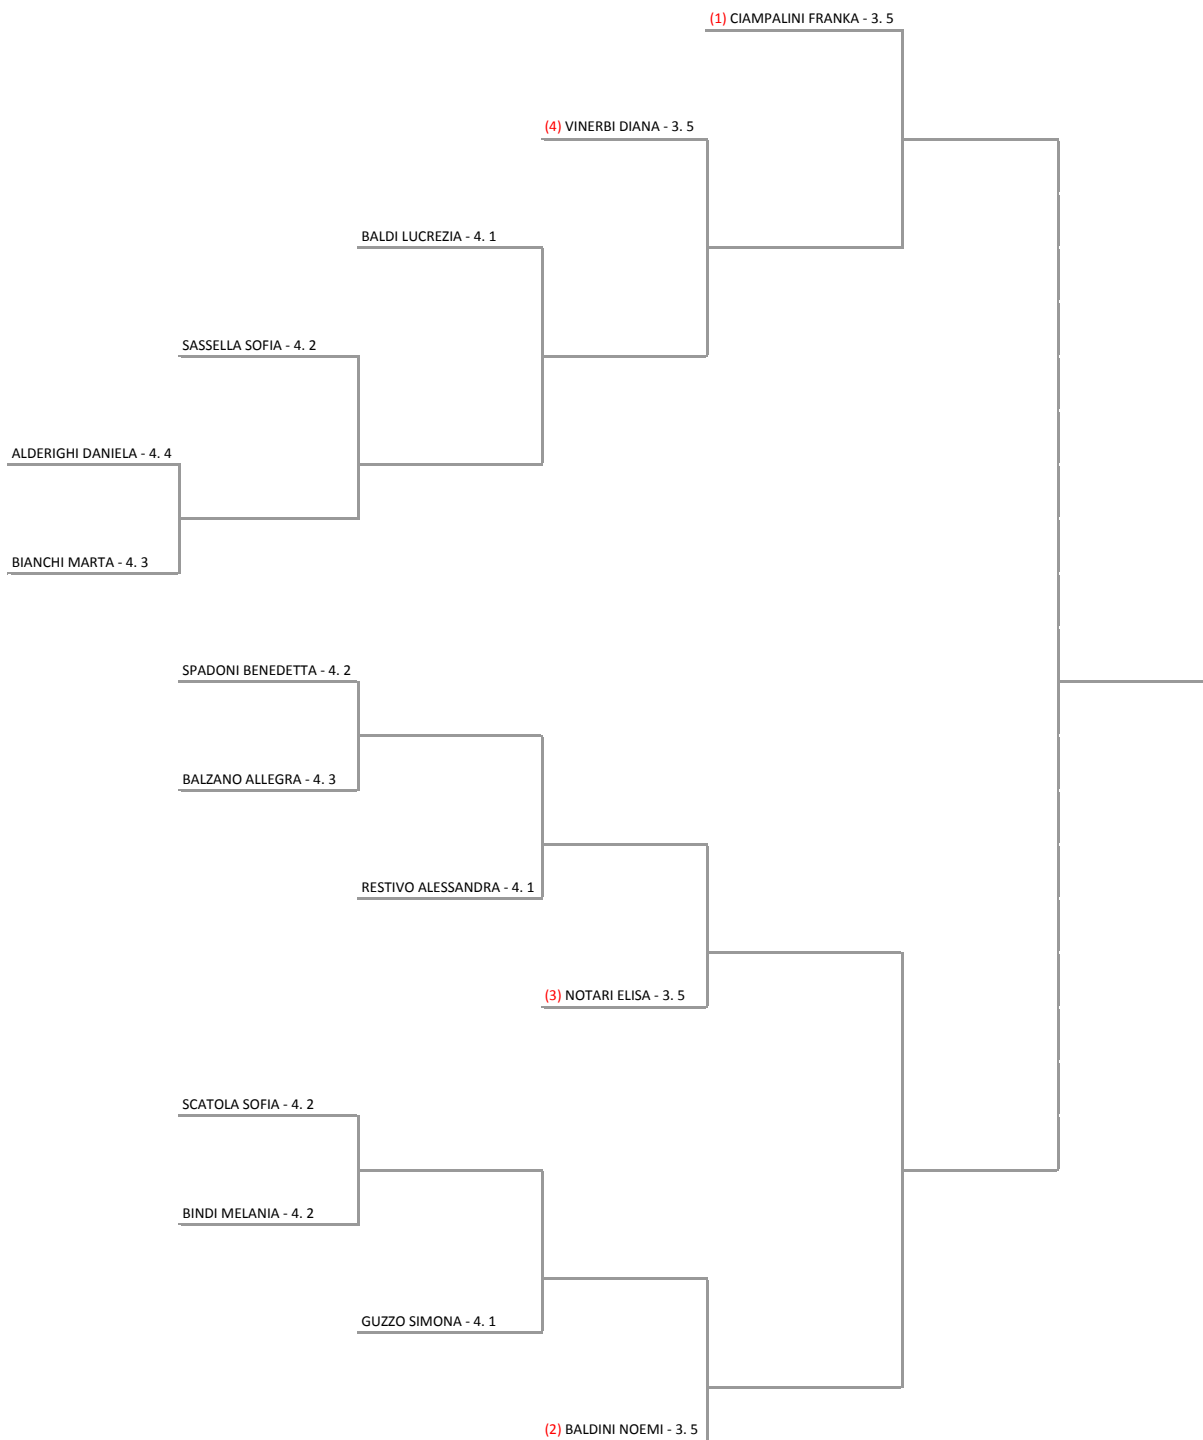 (1) CIAMPALINI FRANKA - 3. 5
(4) VINERBI DIANA - 3. 5
BALDI LUCREZIA - 4. 1
SASSELLA SOFIA - 4. 2
ALDERIGHI DANIELA - 4. 4
BIANCHI MARTA - 4. 3
SPADONI BENEDETTA - 4. 2
BALZANO ALLEGRA - 4. 3
RESTIVO ALESSANDRA - 4. 1
(3) NOTARI ELISA - 3. 5
SCATOLA SOFIA - 4. 2
BINDI MELANIA - 4. 2
GUZZO SIMONA - 4. 1
(2) BALDINI NOEMI - 3. 5